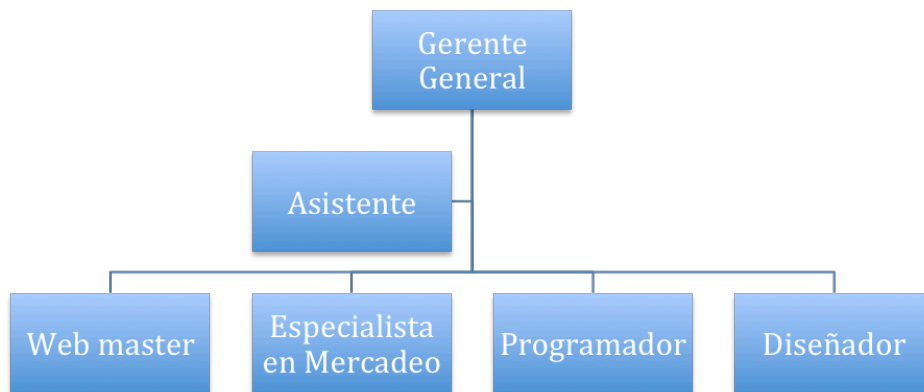 Gerente
General
Asistente
Web master
Especialista
en Mercadeo
Programador
Diseñador